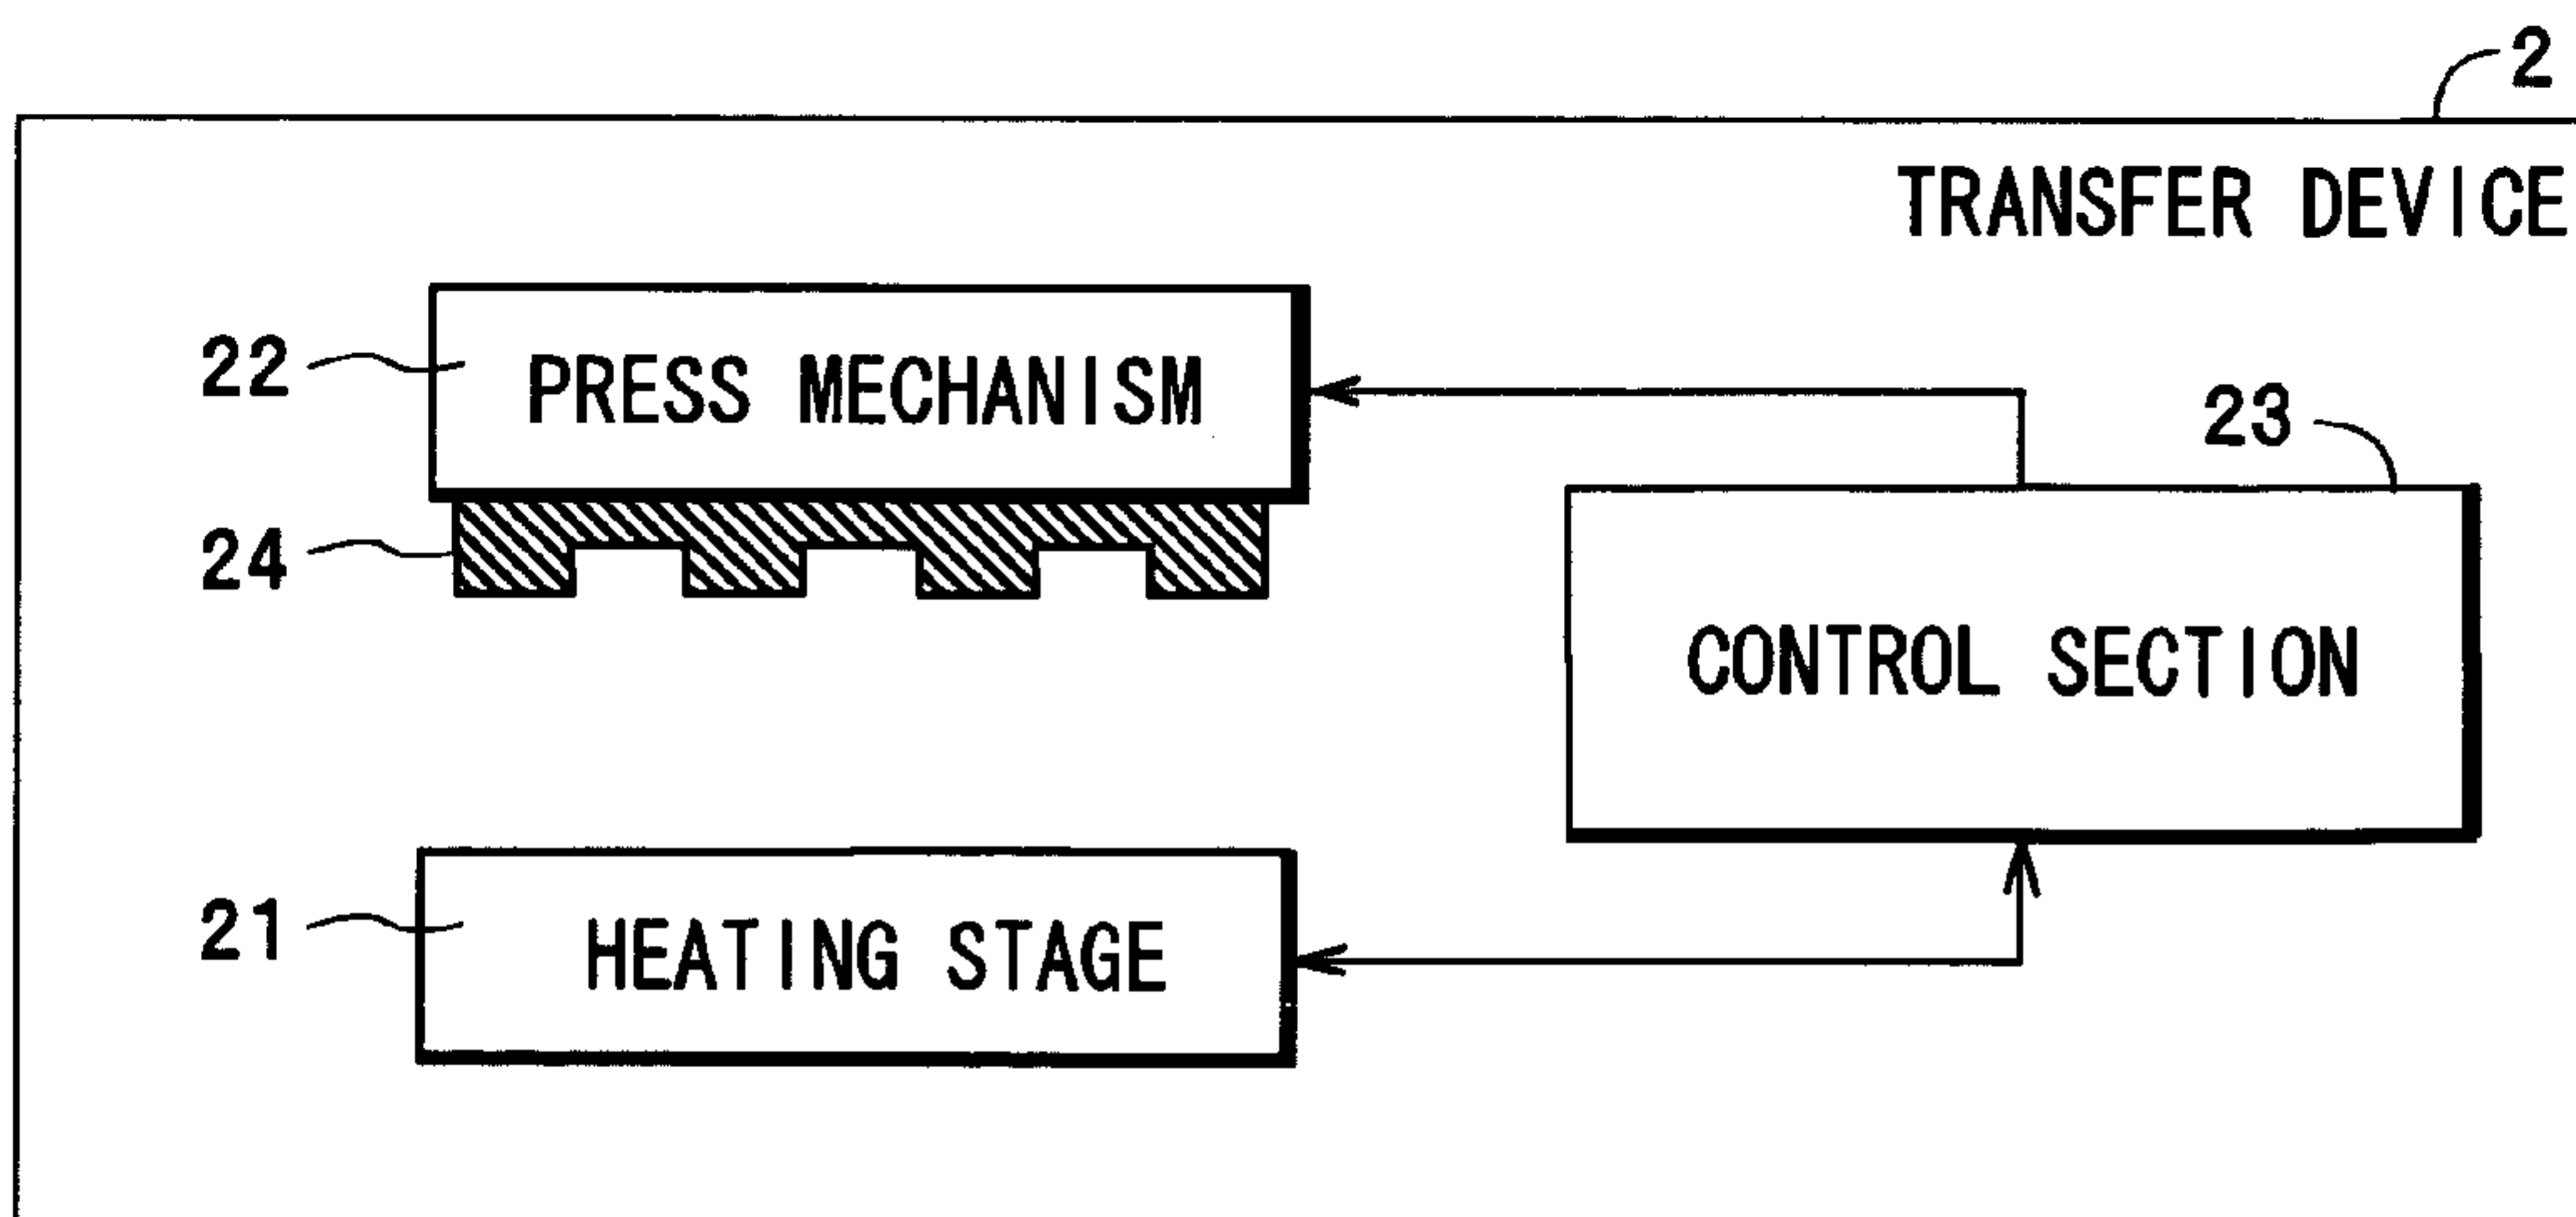 2
TRANSFER DEVICE
22
PRESS MECHANISM
23
24
CONTROL SECTION
21
HEATING STAGE